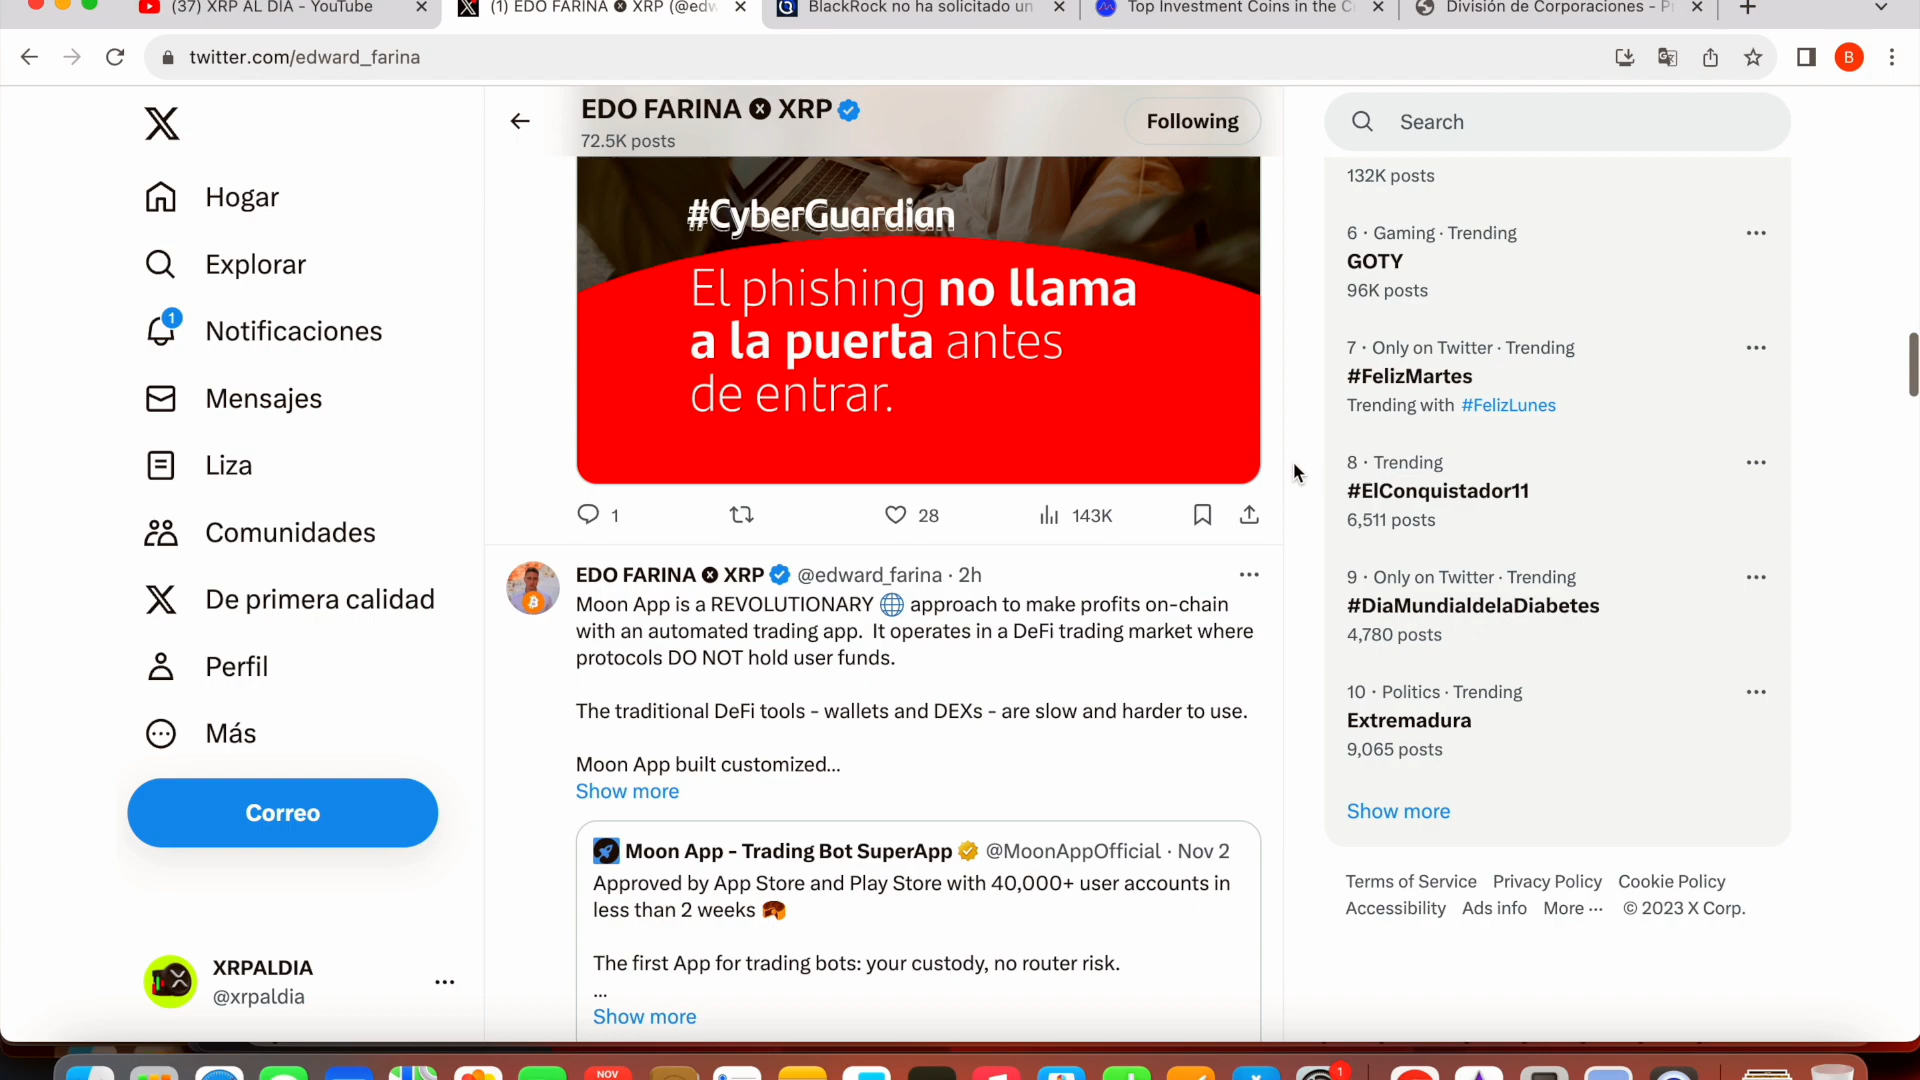 (37) XRP AL DIA - YouTube
(1) EDO FARINA XRP (@edw
BlackRock no ha solicitado un
Top Investment Coins in the C
División de Corporaciones - P
twitter.com/edward_farina
B
EDO FARINA XRP
72.5K posts
Following
Search
Hogar
Explorar
1
Notificaciones
Mensajes
Liza
Comunidades
De primera calidad
Perfil
Más
Correo
XRPALDIA
@xrpaldia
#CyberGuardian
El phishing no llama
a la puerta antes
de entrar.
1
28
143K
EDO FARINA XRP @edward_farina · 2h
Moon App is a REVOLUTIONARY 🌐 approach to make profits on-chain
with an automated trading app. It operates in a DeFi trading market where
protocols DO NOT hold user funds.
The traditional DeFi tools - wallets and DEXs - are slow and harder to use.
Moon App built customized...
Show more
Moon App - Trading Bot SuperApp @MoonAppOfficial · Nov 2
Approved by App Store and Play Store with 40,000+ user accounts in
less than 2 weeks
The first App for trading bots: your custody, no router risk.
...
Show more
132K posts
6 · Gaming · Trending
GOTY
96K posts
7 · Only on Twitter · Trending
#FelizMartes
Trending with #FelizLunes
8 · Trending
#ElConquistador11
6,511 posts
9 · Only on Twitter · Trending
#DiaMundialdelaDiabetes
4,780 posts
10 · Politics · Trending
Extremadura
9,065 posts
Show more
Terms of Service Privacy Policy Cookie Policy
Accessibility Ads info More ··· © 2023 X Corp.
NOV
1